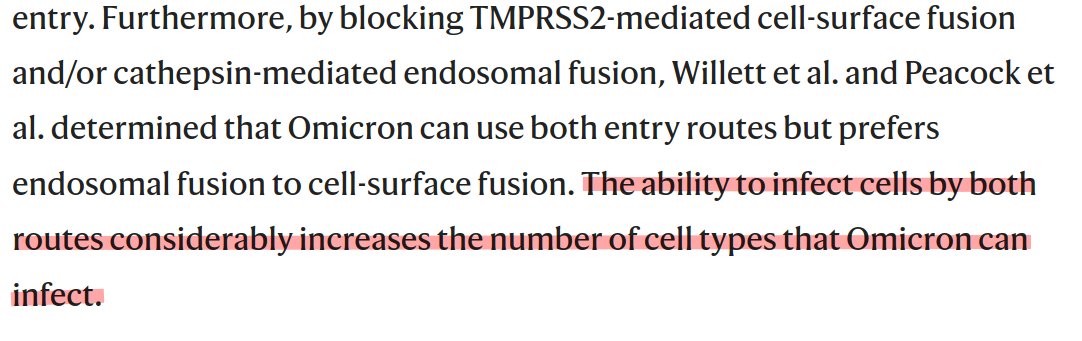 entry. Furthermore, by blocking TMPRSS2-mediated cell-surface fusion
and/or cathepsin-mediated endosomal fusion, Willett et al. and Peacock et
al. determined that Omicron can use both entry routes but prefers
endosomal fusion to cell-surface fusion. The ability to infect cells by both
routes considerably increases the number of cell types that Omicron can
infect.